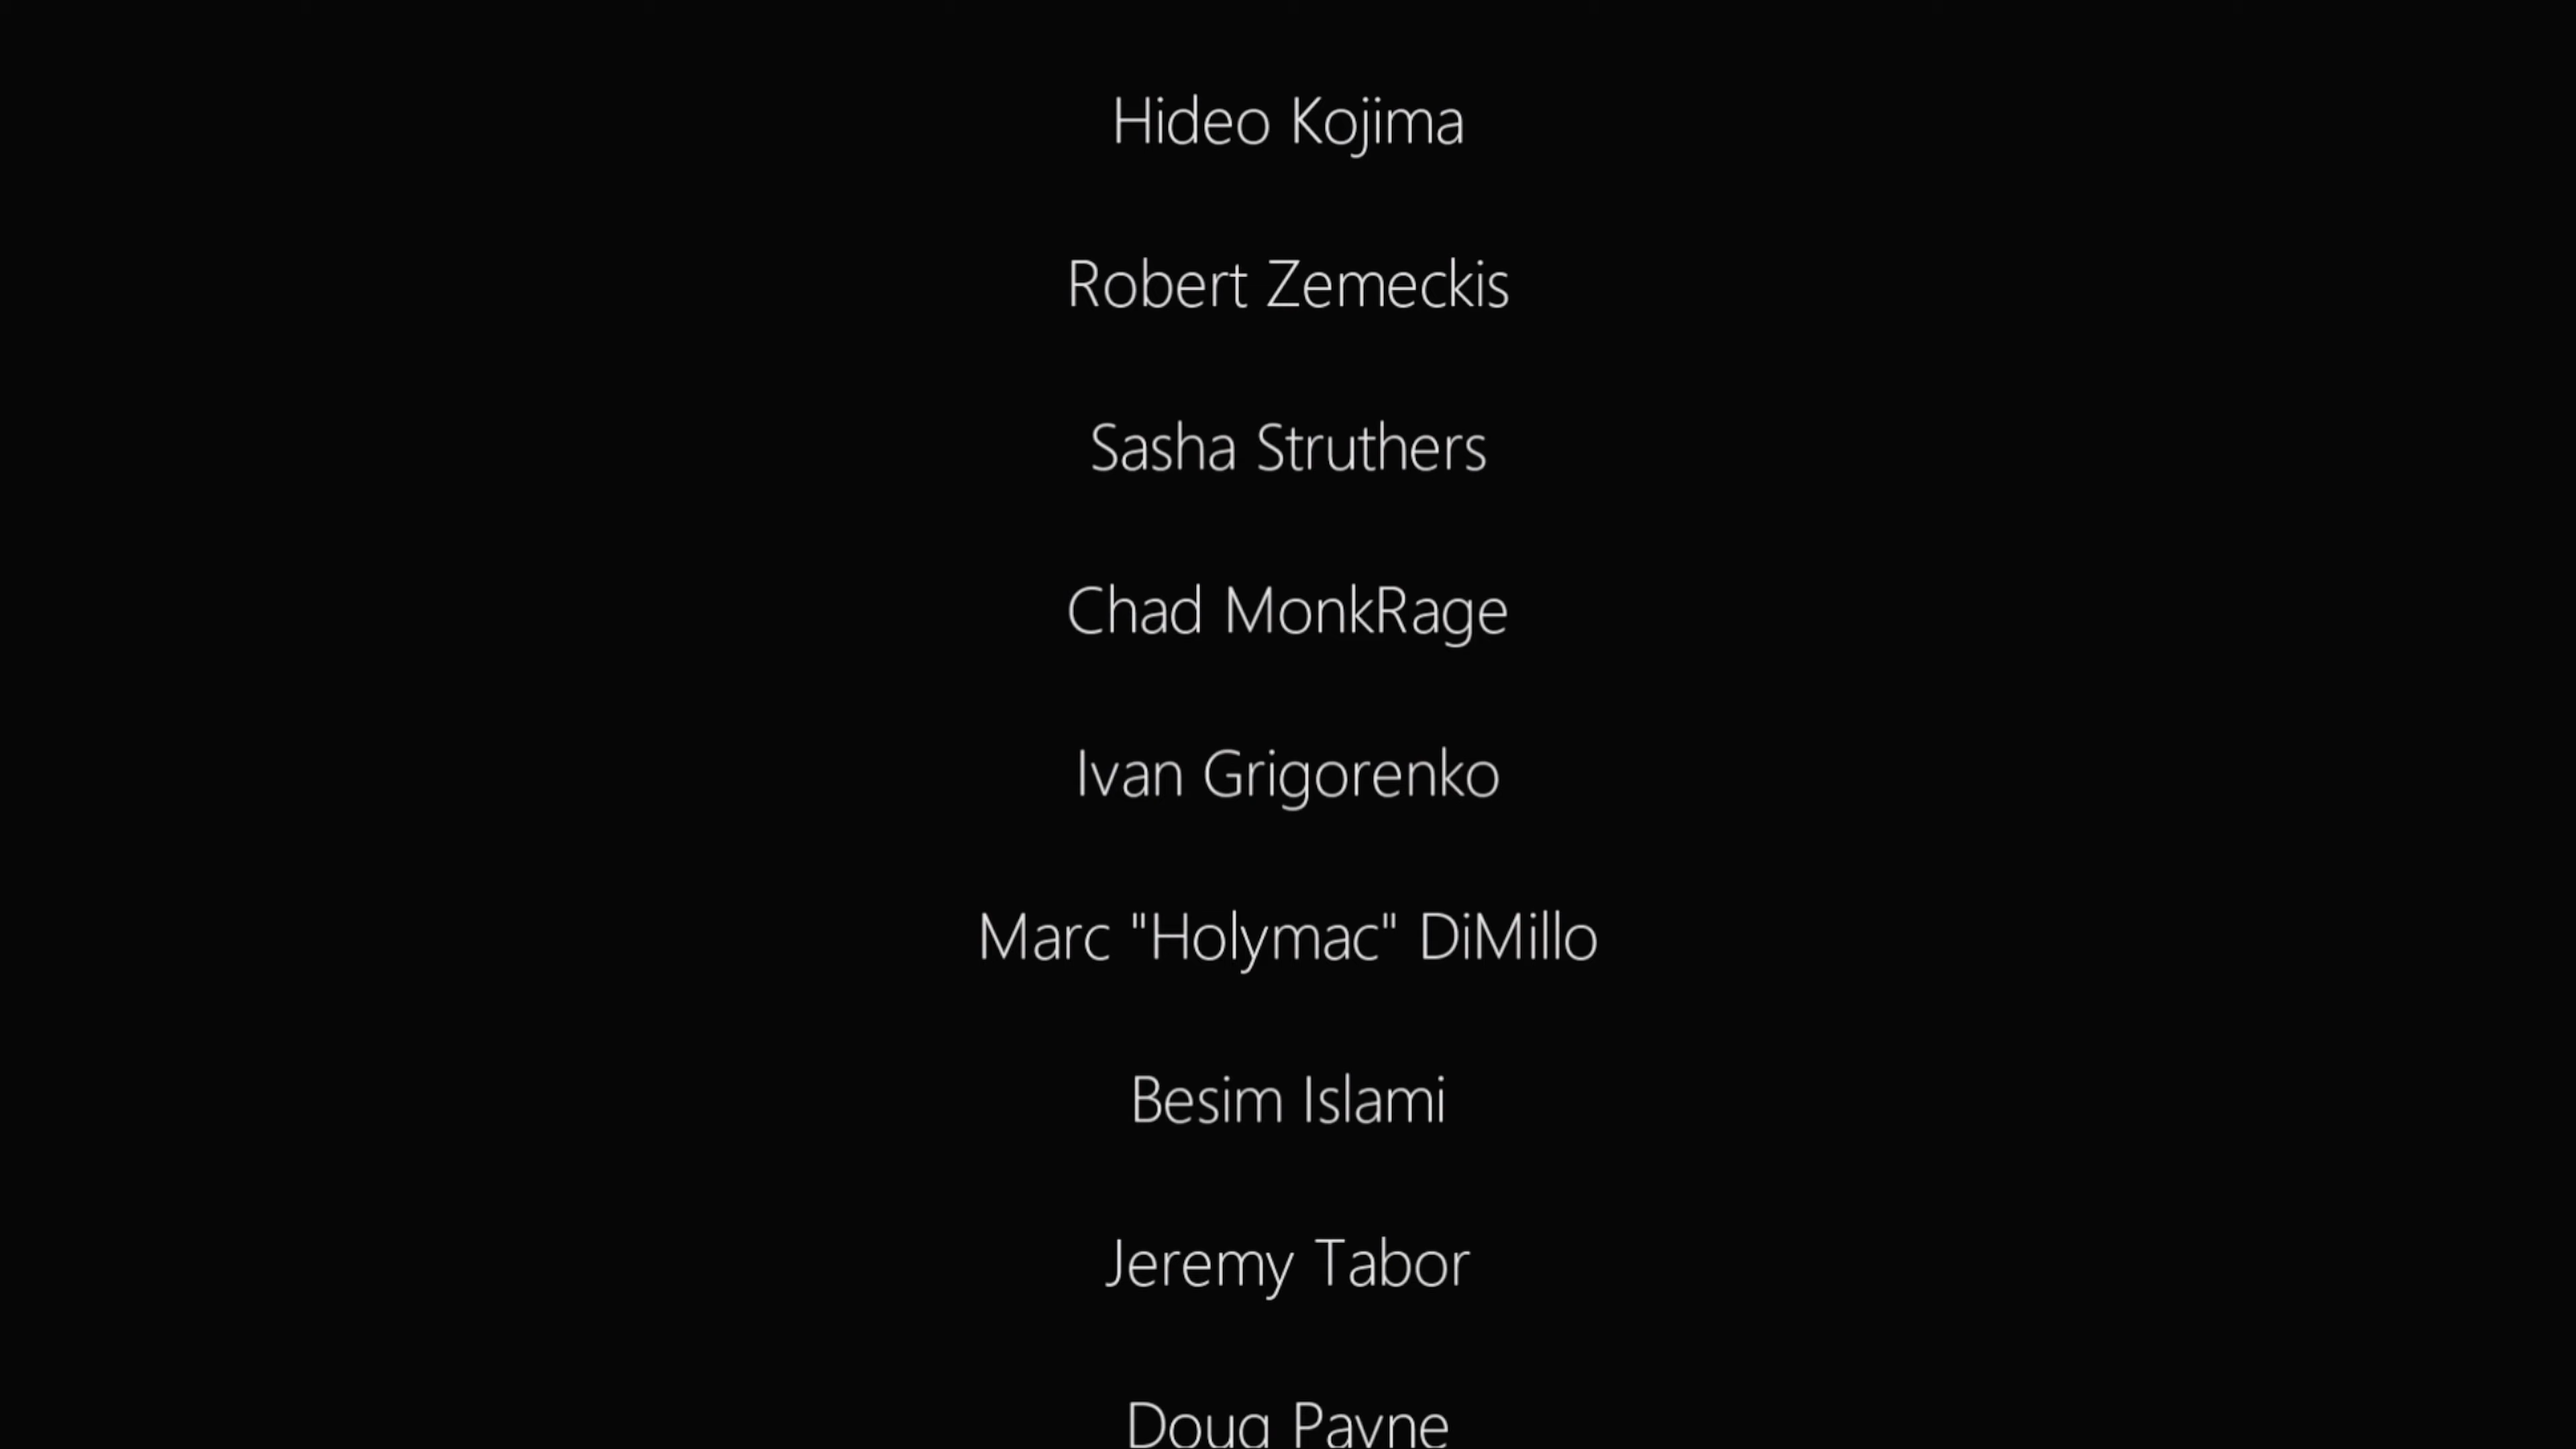 Hideo Kojima
Robert Zemeckis
Sasha Struthers
Chad MonkRage
Ivan Grigorenko
Marc "Holymac" DiMillo
Besim Islami
Jeremy Tabor
Doug Payne